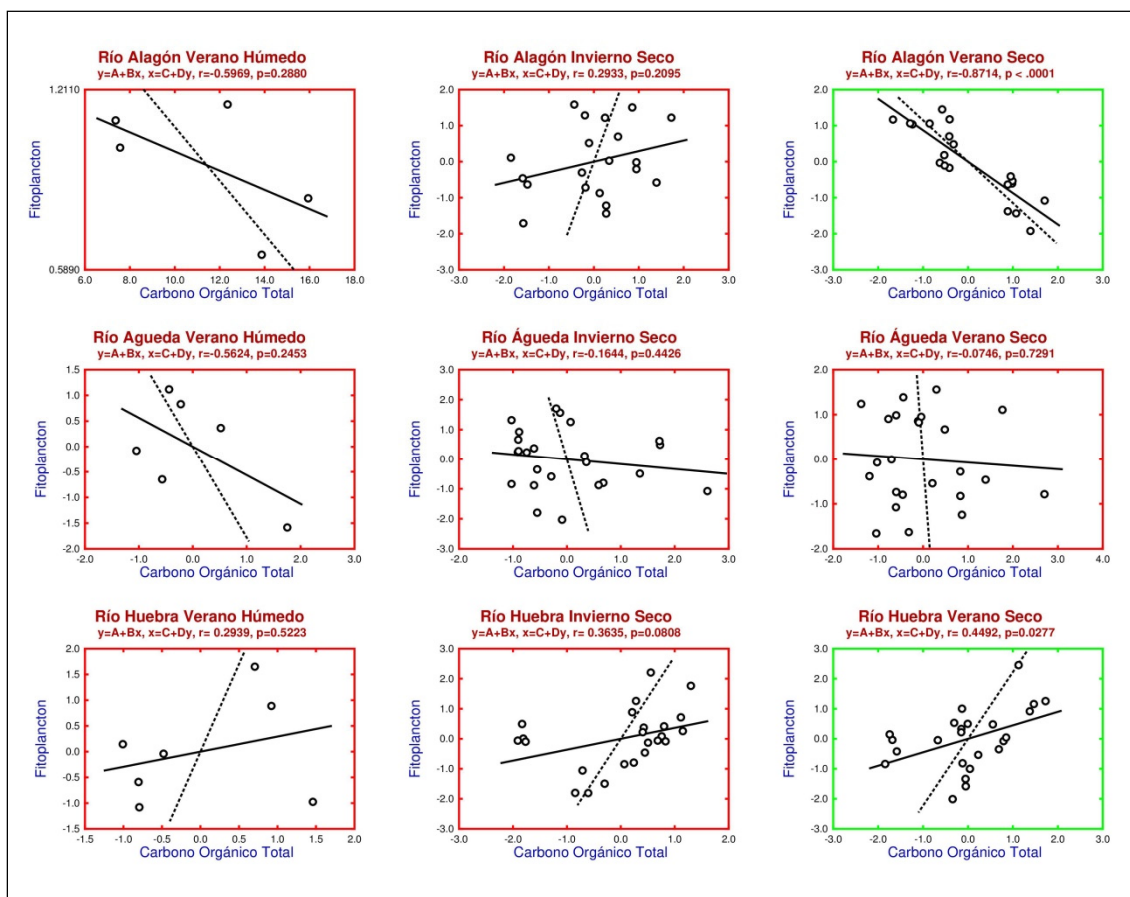 Río Alagón Verano Húmedo
y=A+Bx, x=C+Dy, r=-0.5969, p=0.2880
1.2110
0.5890
Fitoplancton
6.0 8.0 10.0 12.0 14.0 16.0 18.0
Carbono Orgánico Total
Río Alagón Invierno Seco
y=A+Bx, x=C+Dy, r= 0.2933, p=0.2095
2.0
1.0
0.0
-1.0
-2.0
-3.0
Fitoplancton
-3.0 -2.0 -1.0 0.0 1.0 2.0 3.0
Carbono Orgánico Total
Río Alagón Verano Seco
y=A+Bx, x=C+Dy, r=-0.8714, p < .0001
2.0
1.0
0.0
-1.0
-2.0
-3.0
Fitoplancton
-3.0 -2.0 -1.0 0.0 1.0 2.0 3.0
Carbono Orgánico Total
Río Agueda Verano Húmedo
y=A+Bx, x=C+Dy, r=-0.5624, p=0.2453
1.5
1.0
0.5
0.0
-0.5
-1.0
-1.5
-2.0
Fitoplancton
-2.0 -1.0 0.0 1.0 2.0 3.0
Carbono Orgánico Total
Río Águeda Invierno Seco
y=A+Bx, x=C+Dy, r=-0.1644, p=0.4426
3.0
2.0
1.0
0.0
-1.0
-2.0
-3.0
Fitoplancton
-2.0 -1.0 0.0 1.0 2.0 3.0
Carbono Orgánico Total
Río Águeda Verano Seco
y=A+Bx, x=C+Dy, r=-0.0746, p=0.7291
2.0
1.0
0.0
-1.0
-2.0
Fitoplancton
-2.0 -1.0 0.0 1.0 2.0 3.0 4.0
Carbono Orgánico Total
Río Huebra Verano Húmedo
y=A+Bx, x=C+Dy, r= 0.2939, p=0.5223
2.0
1.5
1.0
0.5
0.0
-0.5
-1.0
-1.5
Fitoplancton
-1.5 -1.0 -0.5 0.0 0.5 1.0 1.5 2.0
Carbono Orgánico Total
Río Huebra Invierno Seco
y=A+Bx, x=C+Dy, r= 0.3635, p=0.0808
3.0
2.0
1.0
0.0
-1.0
-2.0
-3.0
Fitoplancton
-3.0 -2.0 -1.0 0.0 1.0 2.0
Carbono Orgánico Total
Río Huebra Verano Seco
y=A+Bx, x=C+Dy, r= 0.4492, p=0.0277
3.0
2.0
1.0
0.0
-1.0
-2.0
-3.0
Fitoplancton
-3.0 -2.0 -1.0 0.0 1.0 2.0 3.0
Carbono Orgánico Total